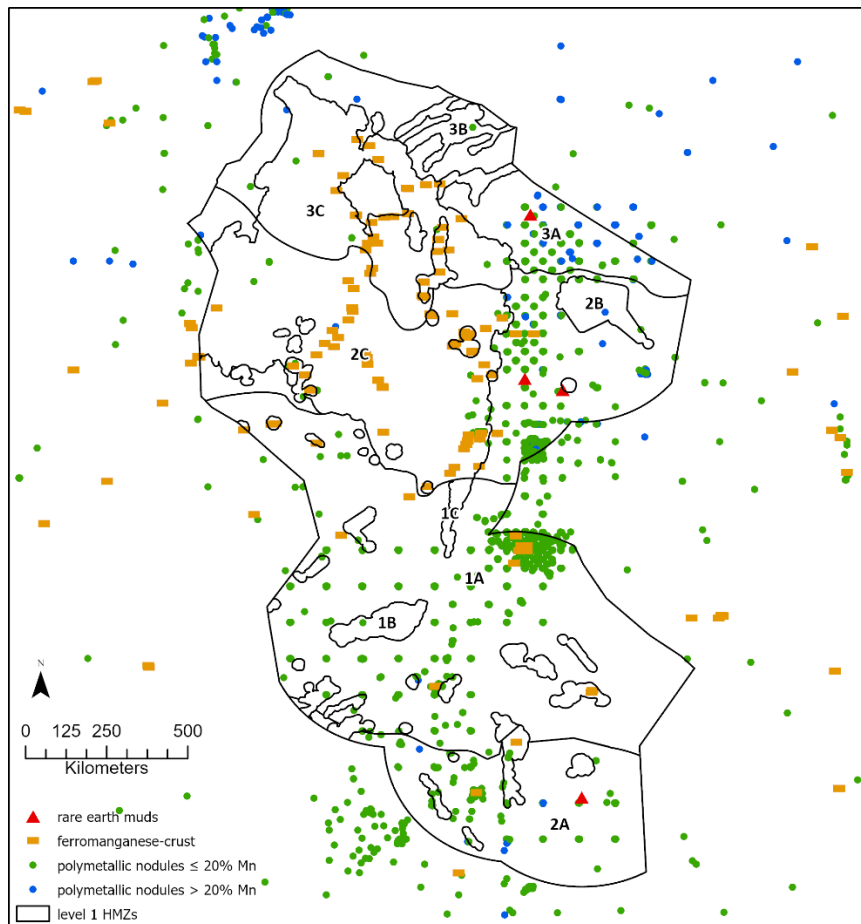 3B
3C
3A
2B
2C
1C
1A
1B
2A
N
0 125 250 500
Kilometers
rare earth muds
ferromanganese-crust
polymetallic nodules ≤ 20% Mn
polymetallic nodules > 20% Mn
level 1 HMZs